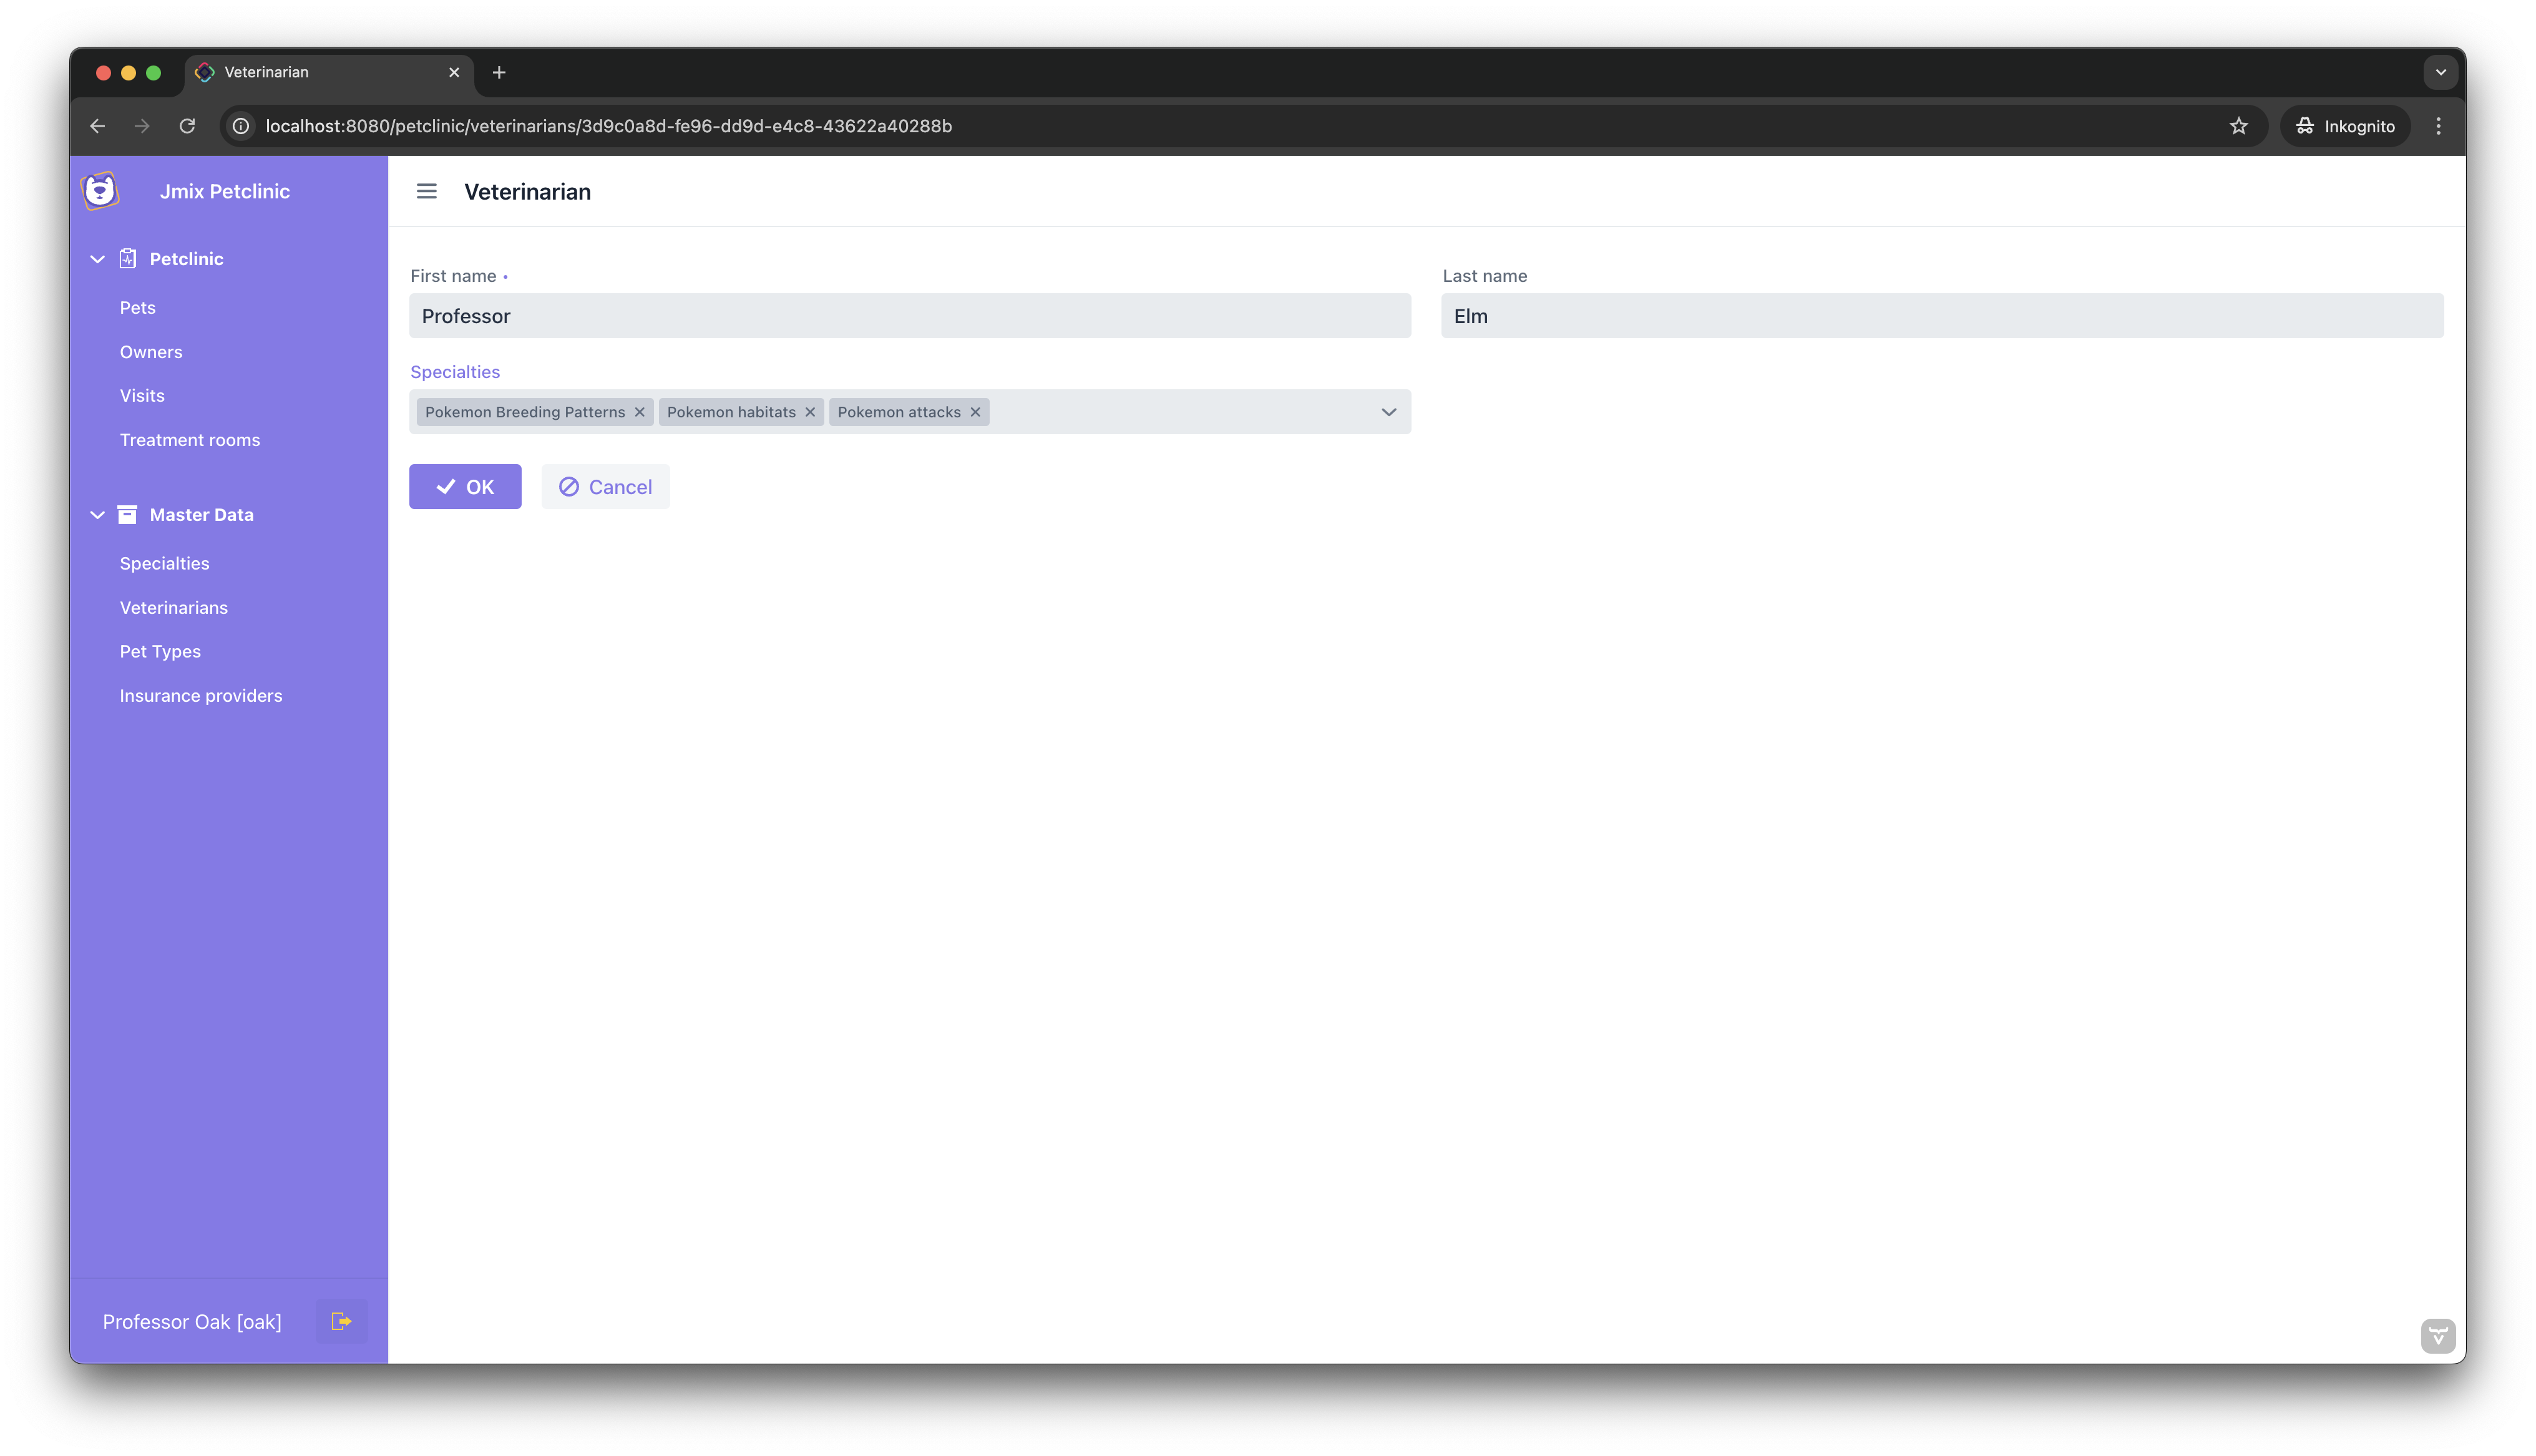 Veterinarian
localhost:8080/petclinic/veterinarians/3d9c0a8d-fe96-dd9d-e4c8-43622a40288b
Inkognito
Jmix Petclinic
Petclinic
Pets
Owners
Visits
Treatment rooms
Master Data
Specialties
Veterinarians
Pet Types
Insurance providers
Professor Oak [oak]
Veterinarian
First name •
Last name
Professor
Elm
Specialties
Pokemon Breeding Patterns
Pokemon habitats
Pokemon attacks
OK
Cancel